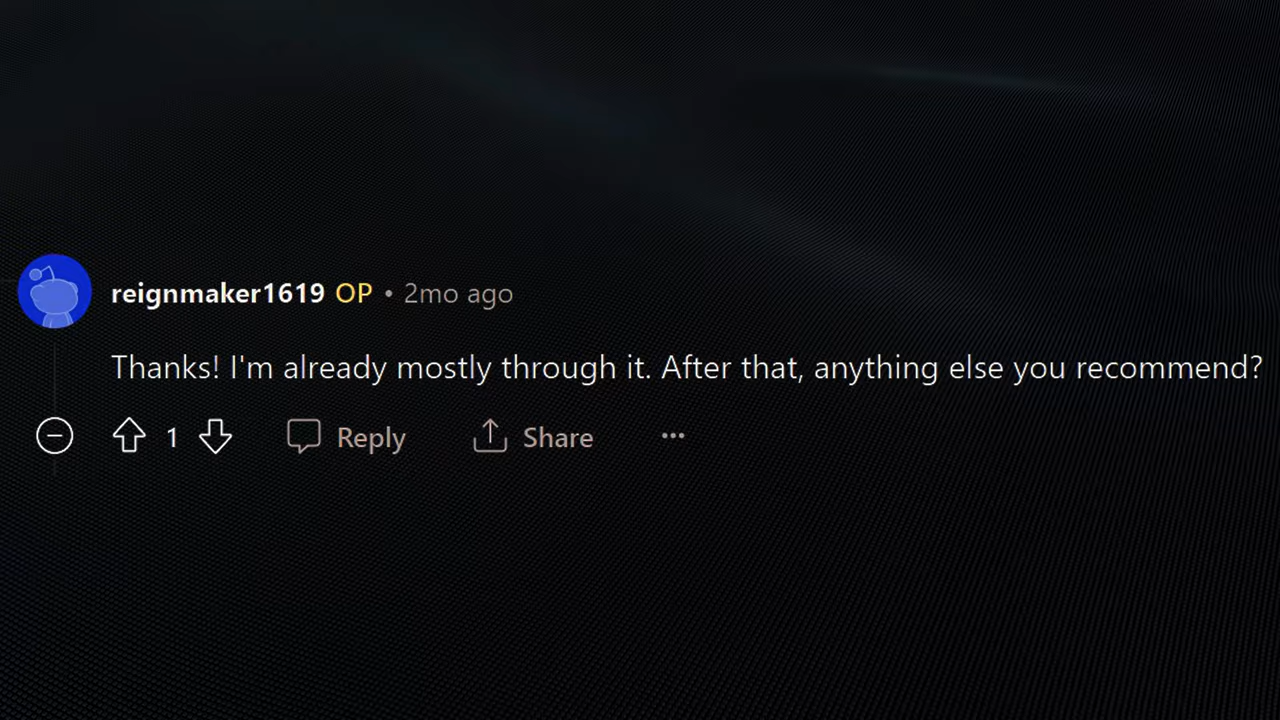 reignmaker1619 OP • 2mo ago
Thanks! I'm already mostly through it. After that, anything else you recommend?
1 Reply Share ···